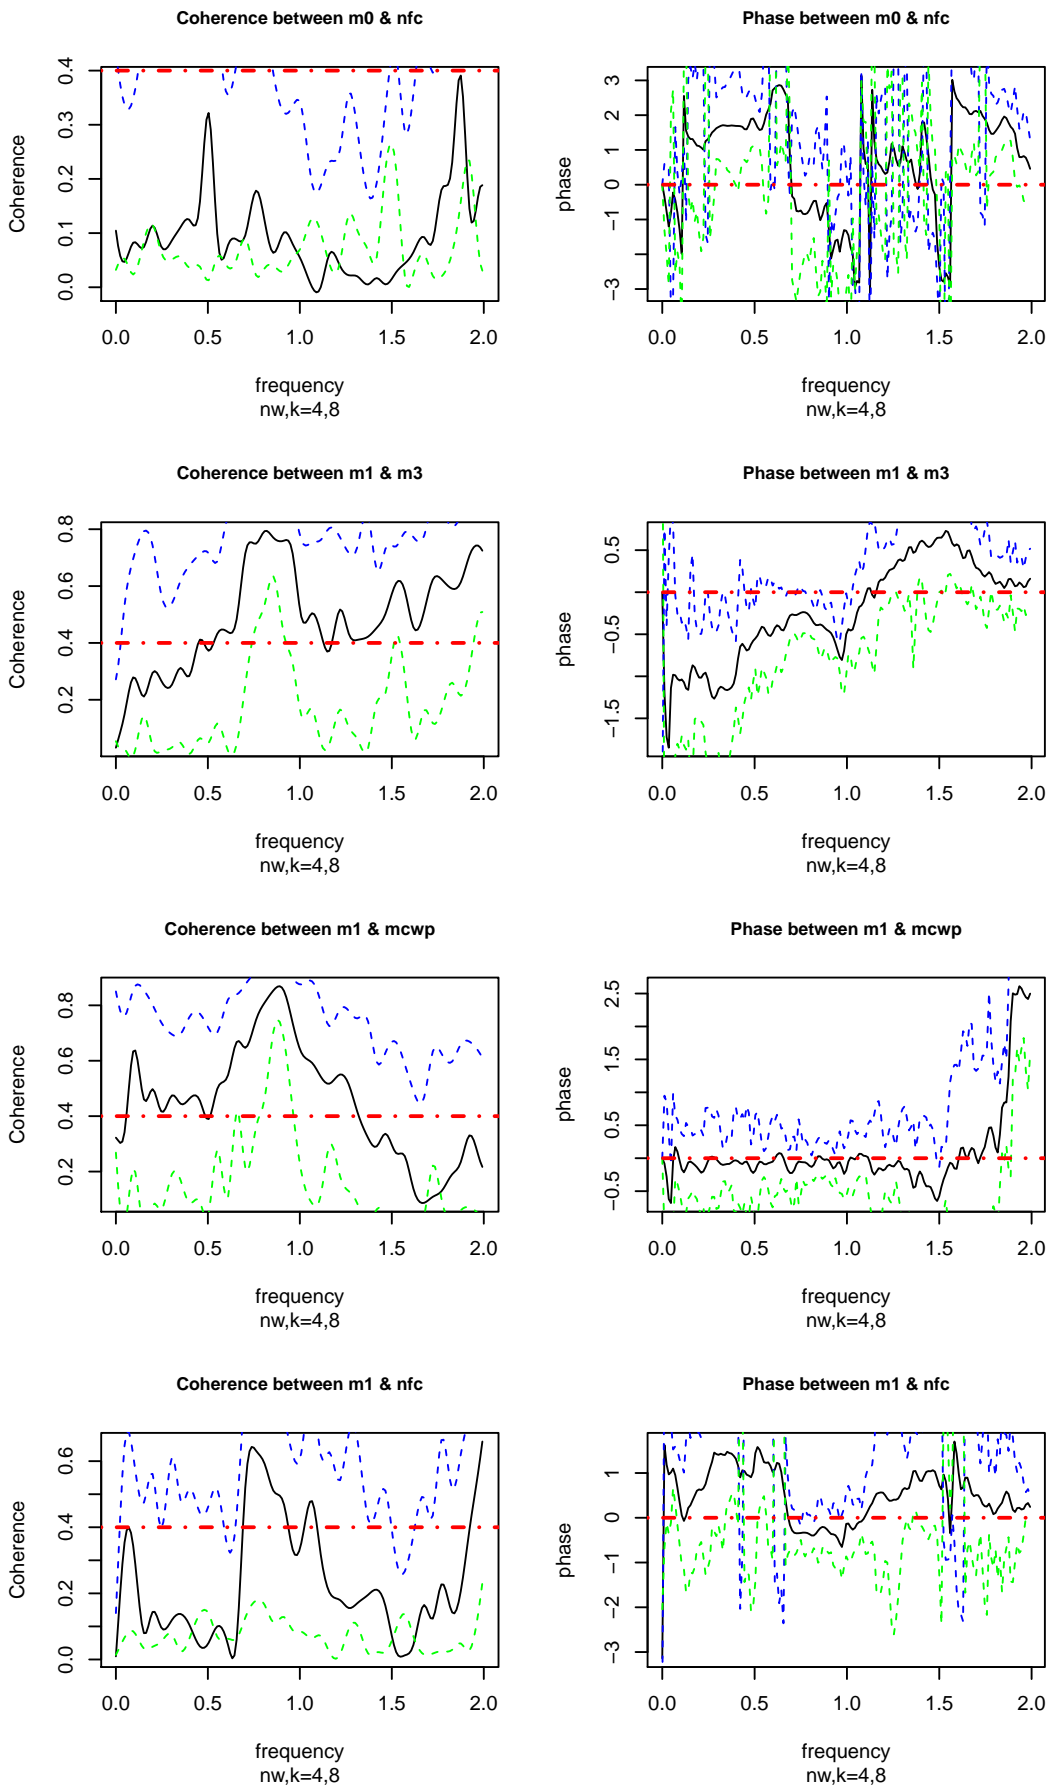 Coherence between m0 & nfc
Coherence
0.0 0.1 0.2 0.3 0.4
0.0 0.5 1.0 1.5 2.0
frequency
nw,k=4,8
Phase between m0 & nfc
phase
−3 −1 0 1 2 3
0.0 0.5 1.0 1.5 2.0
frequency
nw,k=4,8
Coherence between m1 & m3
Coherence
0.2 0.4 0.6 0.8
0.0 0.5 1.0 1.5 2.0
frequency
nw,k=4,8
Phase between m1 & m3
phase
−1.5 −0.5 0.5
0.0 0.5 1.0 1.5 2.0
frequency
nw,k=4,8
Coherence between m1 & mcwp
Coherence
0.2 0.4 0.6 0.8
0.0 0.5 1.0 1.5 2.0
frequency
nw,k=4,8
Phase between m1 & mcwp
phase
−0.5 0.5 1.5 2.5
0.0 0.5 1.0 1.5 2.0
frequency
nw,k=4,8
Coherence between m1 & nfc
Coherence
0.0 0.2 0.4 0.6
0.0 0.5 1.0 1.5 2.0
frequency
nw,k=4,8
Phase between m1 & nfc
phase
−3 −2 −1 0 1
0.0 0.5 1.0 1.5 2.0
frequency
nw,k=4,8